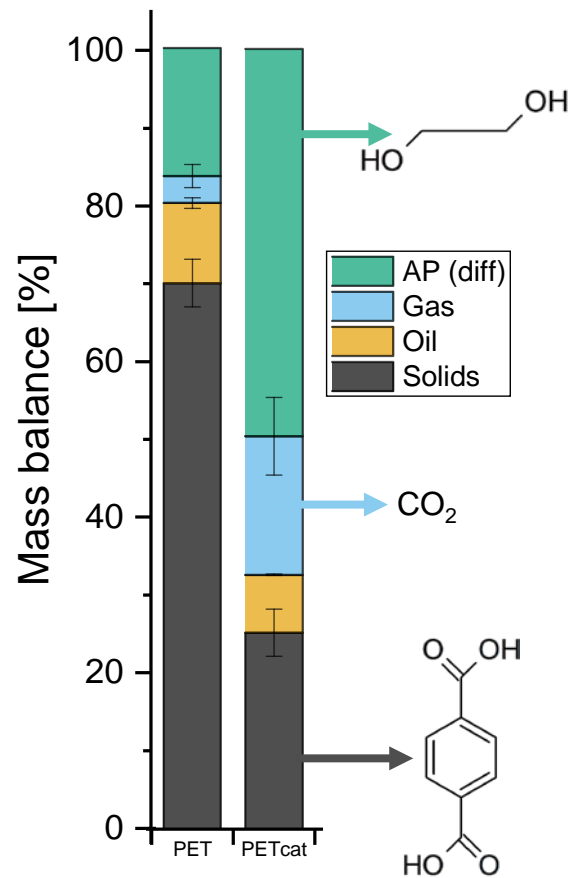 Mass balance [%]
100
80
60
40
20
0
PET
PETcat
AP (diff)
Gas
Oil
Solids
HO
OH
CO₂
O
OH
HO
O